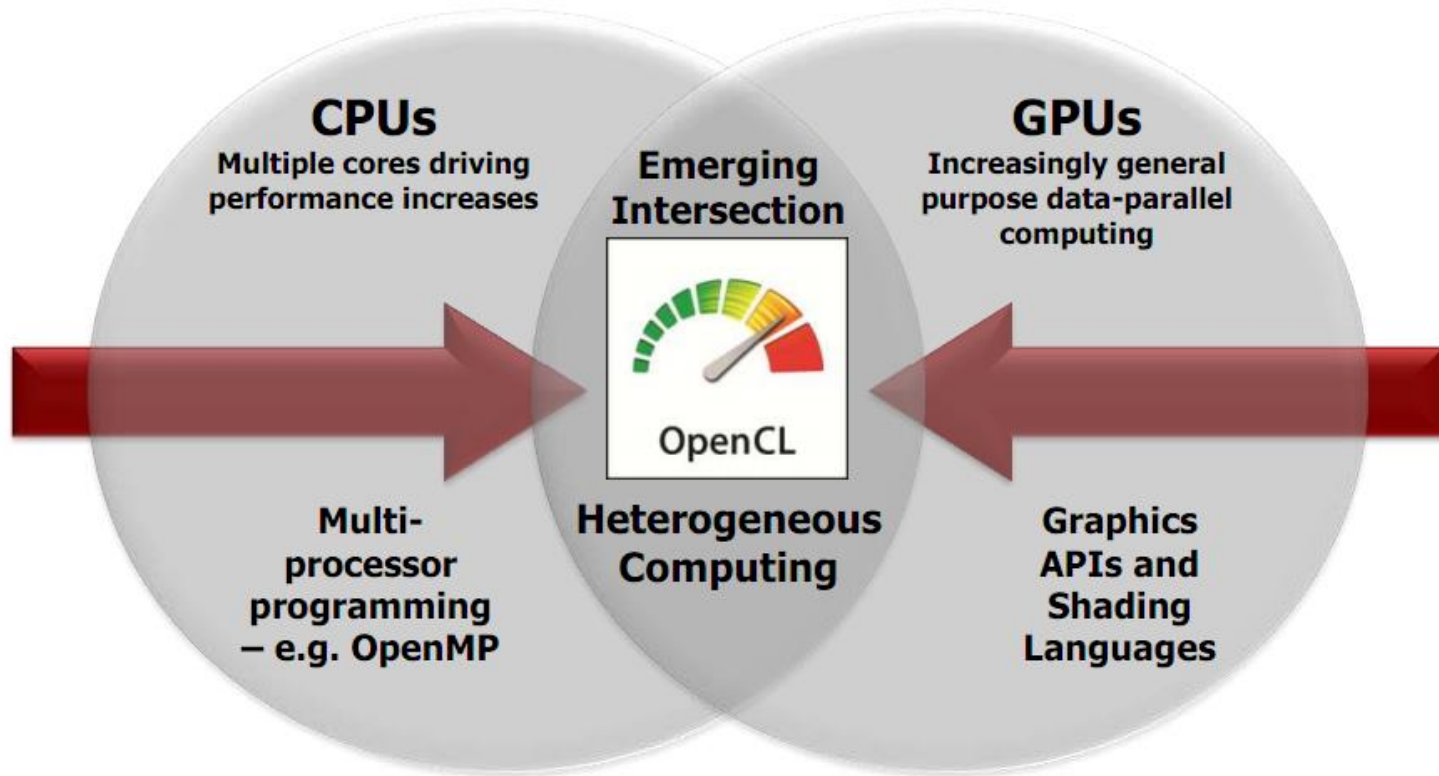 CPUs
Multiple cores driving
performance increases
Emerging
Intersection
GPUs
Increasingly general
purpose data-parallel
computing
OpenCL
Multi-
processor
programming
– e.g. OpenMP
Heterogeneous
Computing
Graphics
APIs and
Shading
Languages